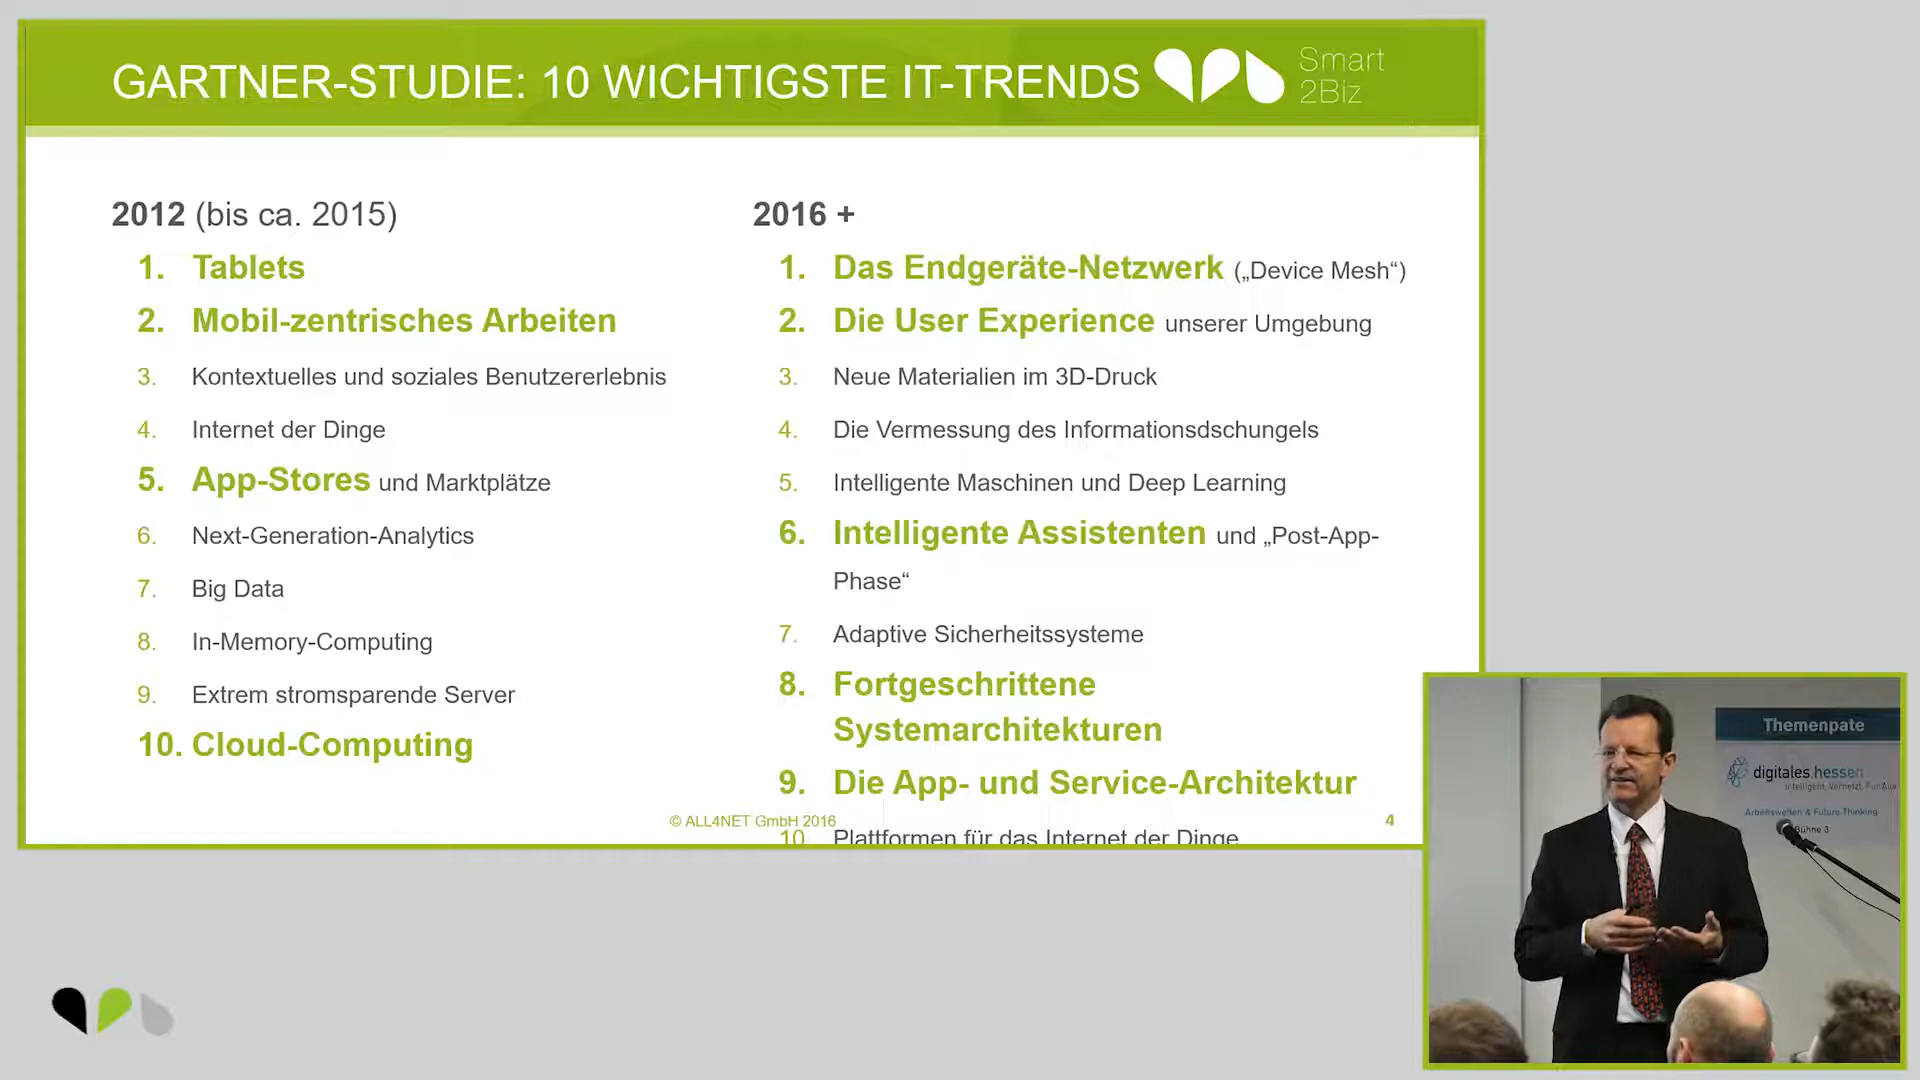 GARTNER-STUDIE: 10 WICHTIGSTE IT-TRENDS
Smart
2Biz
2012 (bis ca. 2015)
1. Tablets
2. Mobil-zentrisches Arbeiten
3. Kontextuelles und soziales Benutzererlebnis
4. Internet der Dinge
5. App-Stores und Marktplätze
6. Next-Generation-Analytics
7. Big Data
8. In-Memory-Computing
9. Extrem stromsparende Server
10. Cloud-Computing
2016 +
1. Das Endgeräte-Netzwerk („Device Mesh“)
2. Die User Experience unserer Umgebung
3. Neue Materialien im 3D-Druck
4. Die Vermessung des Informationsdschungels
5. Intelligente Maschinen und Deep Learning
6. Intelligente Assistenten und „Post-App-
Phase“
7. Adaptive Sicherheitssysteme
8. Fortgeschrittene
Systemarchitekturen
9. Die App- und Service-Architektur
10. Plattformen für das Internet der Dinge
© ALL4NET GmbH 2016
4
Themenpate
digitales.hessen
Intelligent. Vernetzt. Für Alle
Arbeitswelten & Future-Thinking
Bühne 3